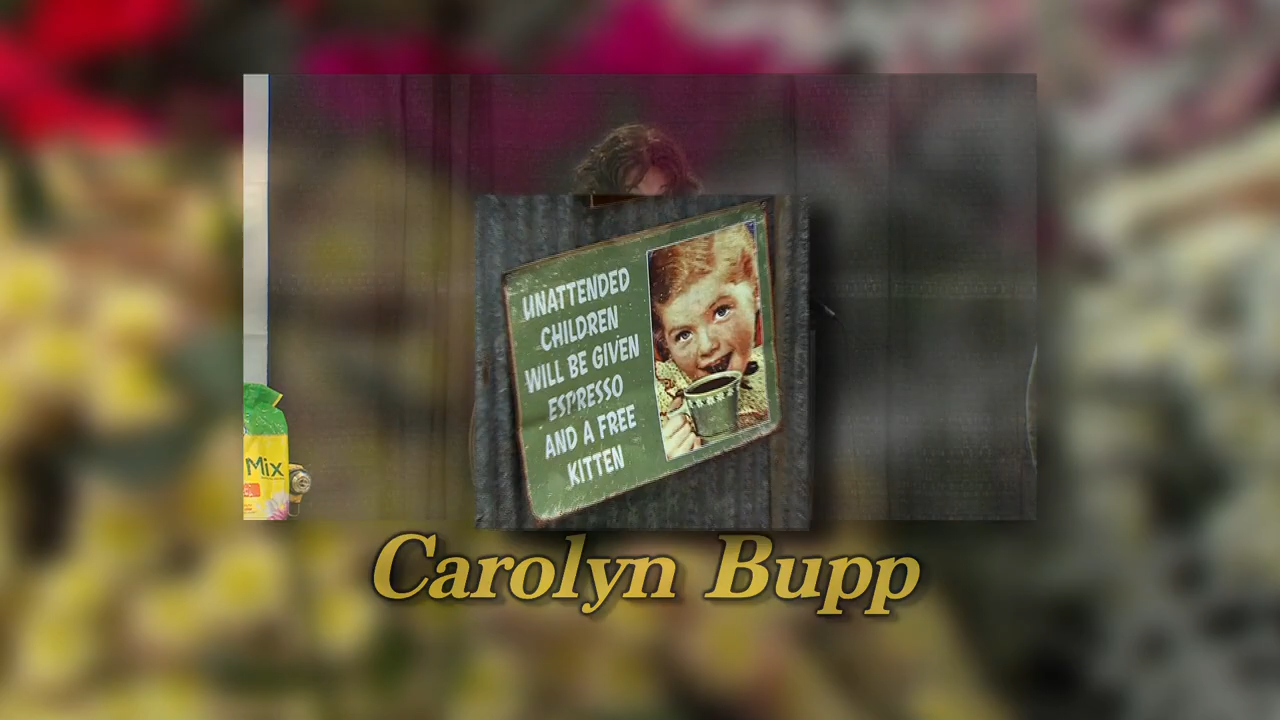 UNATTENDED
CHILDREN
WILL BE GIVEN
ESPRESSO
AND A FREE
KITTEN
Mix
Carolyn Bupp